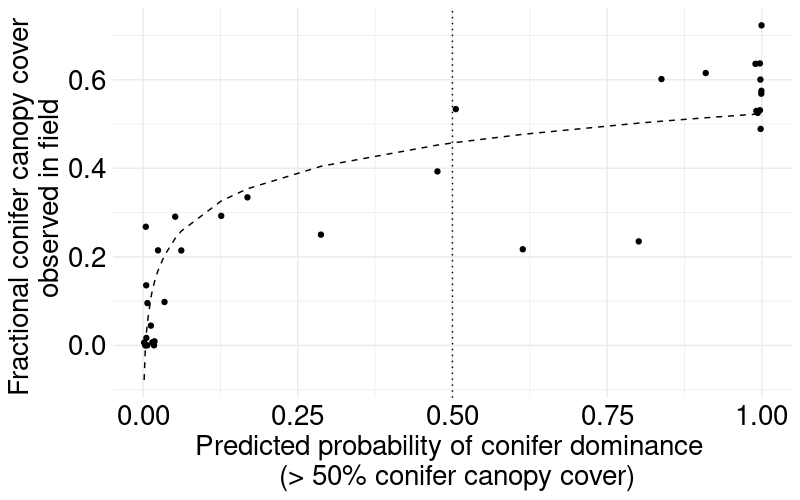 Fractional conifer canopy cover
observed in field
0.6
0.4
0.2
0.0
0.00 0.25 0.50 0.75 1.00
Predicted probability of conifer dominance
(> 50% conifer canopy cover)